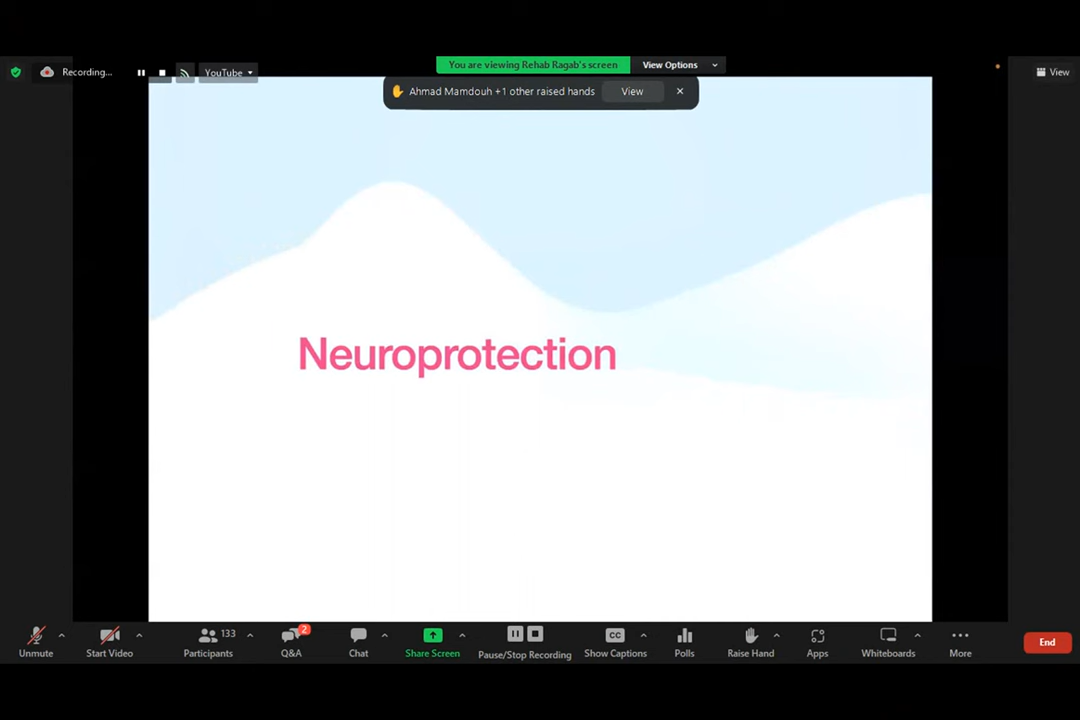 You are viewing Rehab Ragab's screen
View Options
Recording...
YouTube
View
Ahmad Mamdouh +1 other raised hands
View
Neuroprotection
133
2
CC
Unmute
Start Video
Participants
Q&A
Chat
Share Screen
Pause/Stop Recording
Show Captions
Polls
Raise Hand
Apps
Whiteboards
More
End